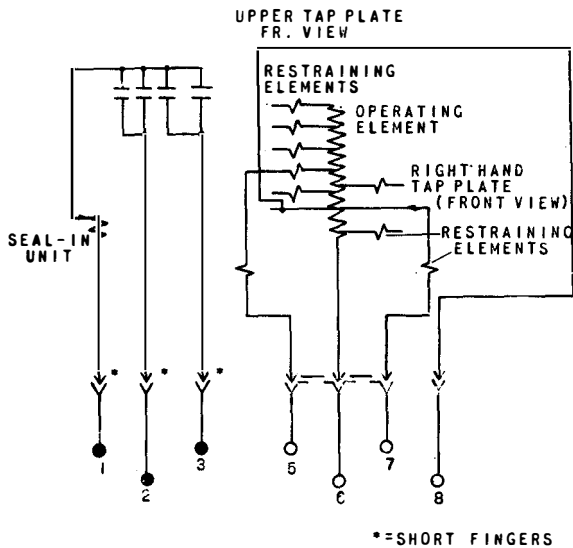 UPPER TAP PLATE
FR. VIEW
RESTRAINING
ELEMENTS
OPERATING
ELEMENT
RIGHT HAND
TAP PLATE
(FRONT VIEW)
RESTRAINING
ELEMENTS
SEAL-IN
UNIT
* * *
1 2 3 5 6 7 8
*=SHORT FINGERS